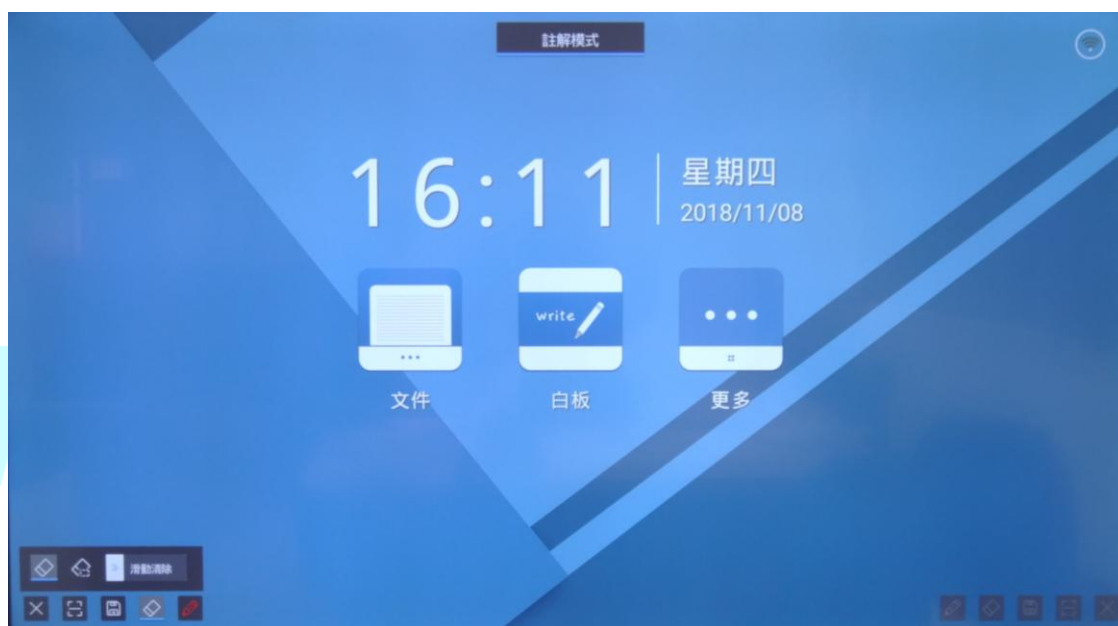 註解模式
16:11
星期四
2018/11/08
write
文件
白板
更多
滑動清除